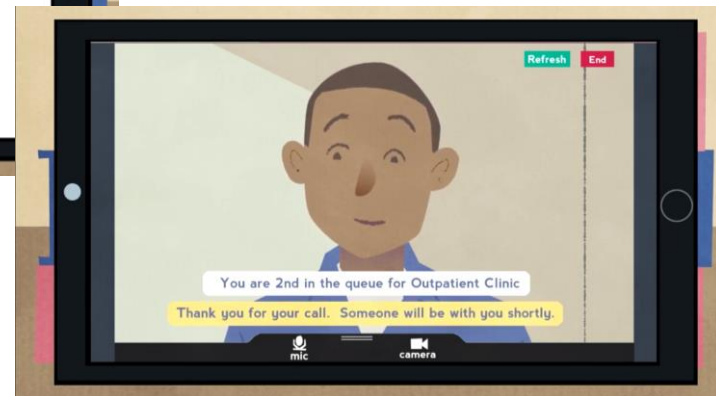 Refresh End
You are 2nd in the queue for Outpatient Clinic
Thank you for your call. Someone will be with you shortly.
mic camera